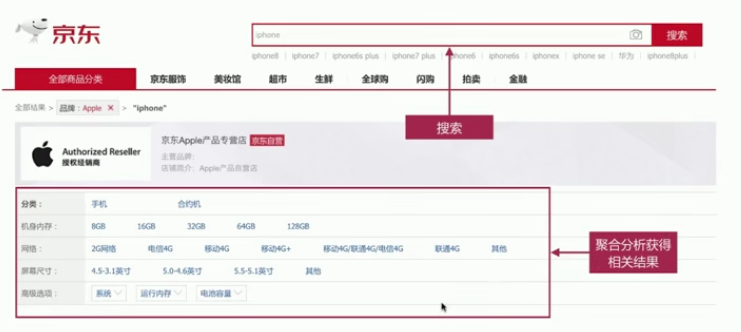 京东
iphone
搜索
iphone8 | iphone7 | iphone6s plus | iphone7 plus | iphone6 | iphone6s | iphonex | iphone se | 华为 | iphone8plus |
全部商品分类 京东服饰 美妆馆 超市 生鲜 全球购 闪购 拍卖 金融
全部结果 > 品牌：Apple × > "iphone"
搜索
Authorized Reseller
授权经销商
京东Apple产品专营店 京东自营
主营品牌：
店铺简介：Apple产品自营店
分类： 手机 合约机
机身内存： 8GB 16GB 32GB 64GB 128GB
网络： 2G网络 电信4G 移动4G 移动4G+ 移动4G/联通4G/电信4G 联通4G 其他
屏幕尺寸： 4.5-3.1英寸 5.0-4.6英寸 5.5-5.1英寸 其他
高级选项： 系统 运行内存 电池容量
聚合分析获得
相关结果